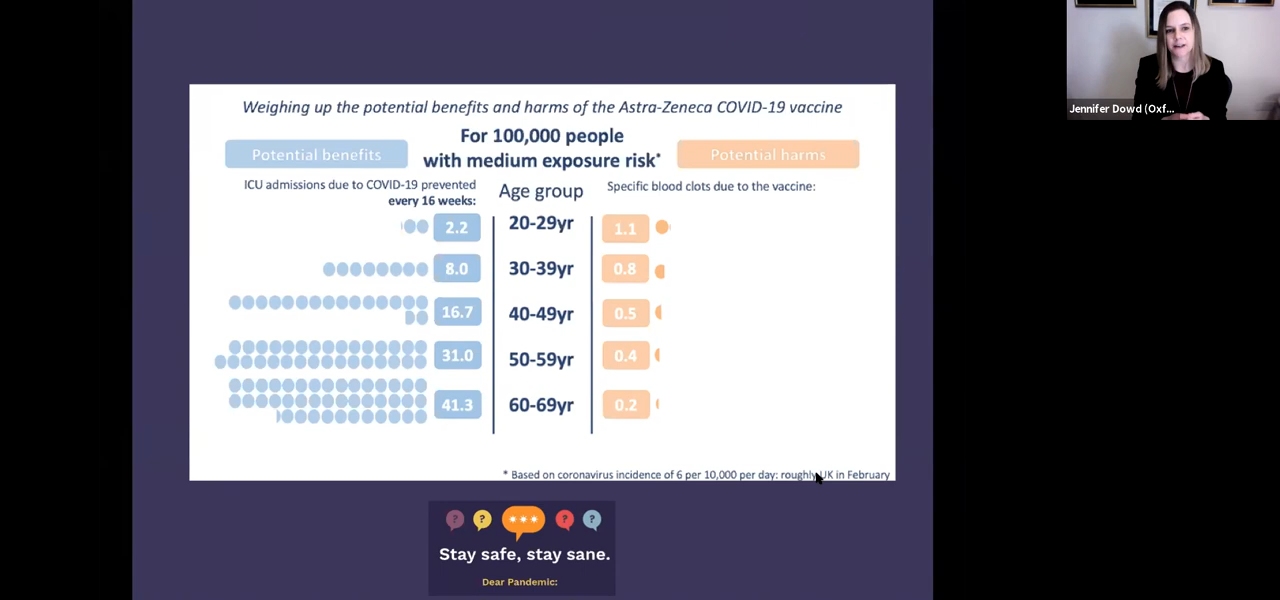 Weighing up the potential benefits and harms of the Astra-Zeneca COVID-19 vaccine
For 100,000 people
with medium exposure risk*
Potential benefits
Potential harms
ICU admissions due to COVID-19 prevented
every 16 weeks:
Age group
Specific blood clots due to the vaccine:
2.2
20-29yr
1.1
8.0
30-39yr
0.8
16.7
40-49yr
0.5
31.0
50-59yr
0.4
41.3
60-69yr
0.2
* Based on coronavirus incidence of 6 per 10,000 per day: roughly UK in February
? ? *** ? ?
Stay safe, stay sane.
Dear Pandemic:
Jennifer Dowd (Oxf...